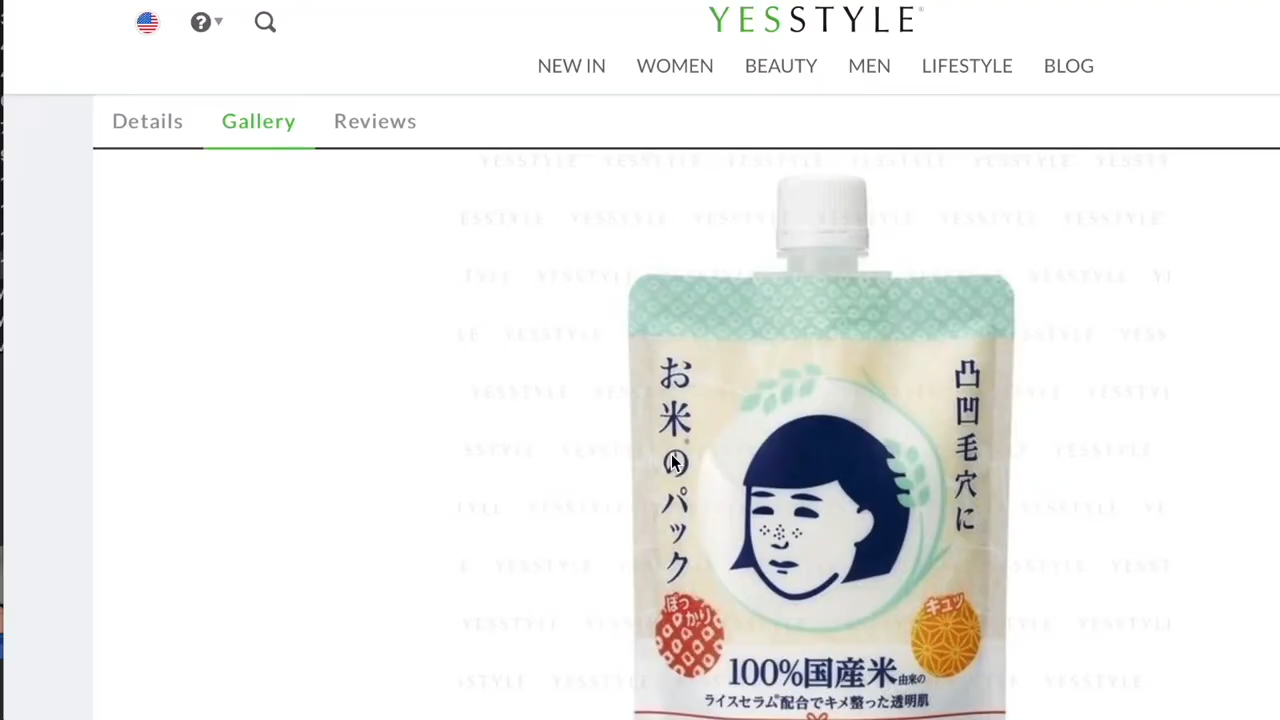 YESSTYLE
NEW IN WOMEN BEAUTY MEN LIFESTYLE BLOG
Details Gallery Reviews
お米のパック
凸凹毛穴に
ぽっかり
キュッ
100%国産米由来の
ライスセラム®配合でキメ整った透明肌